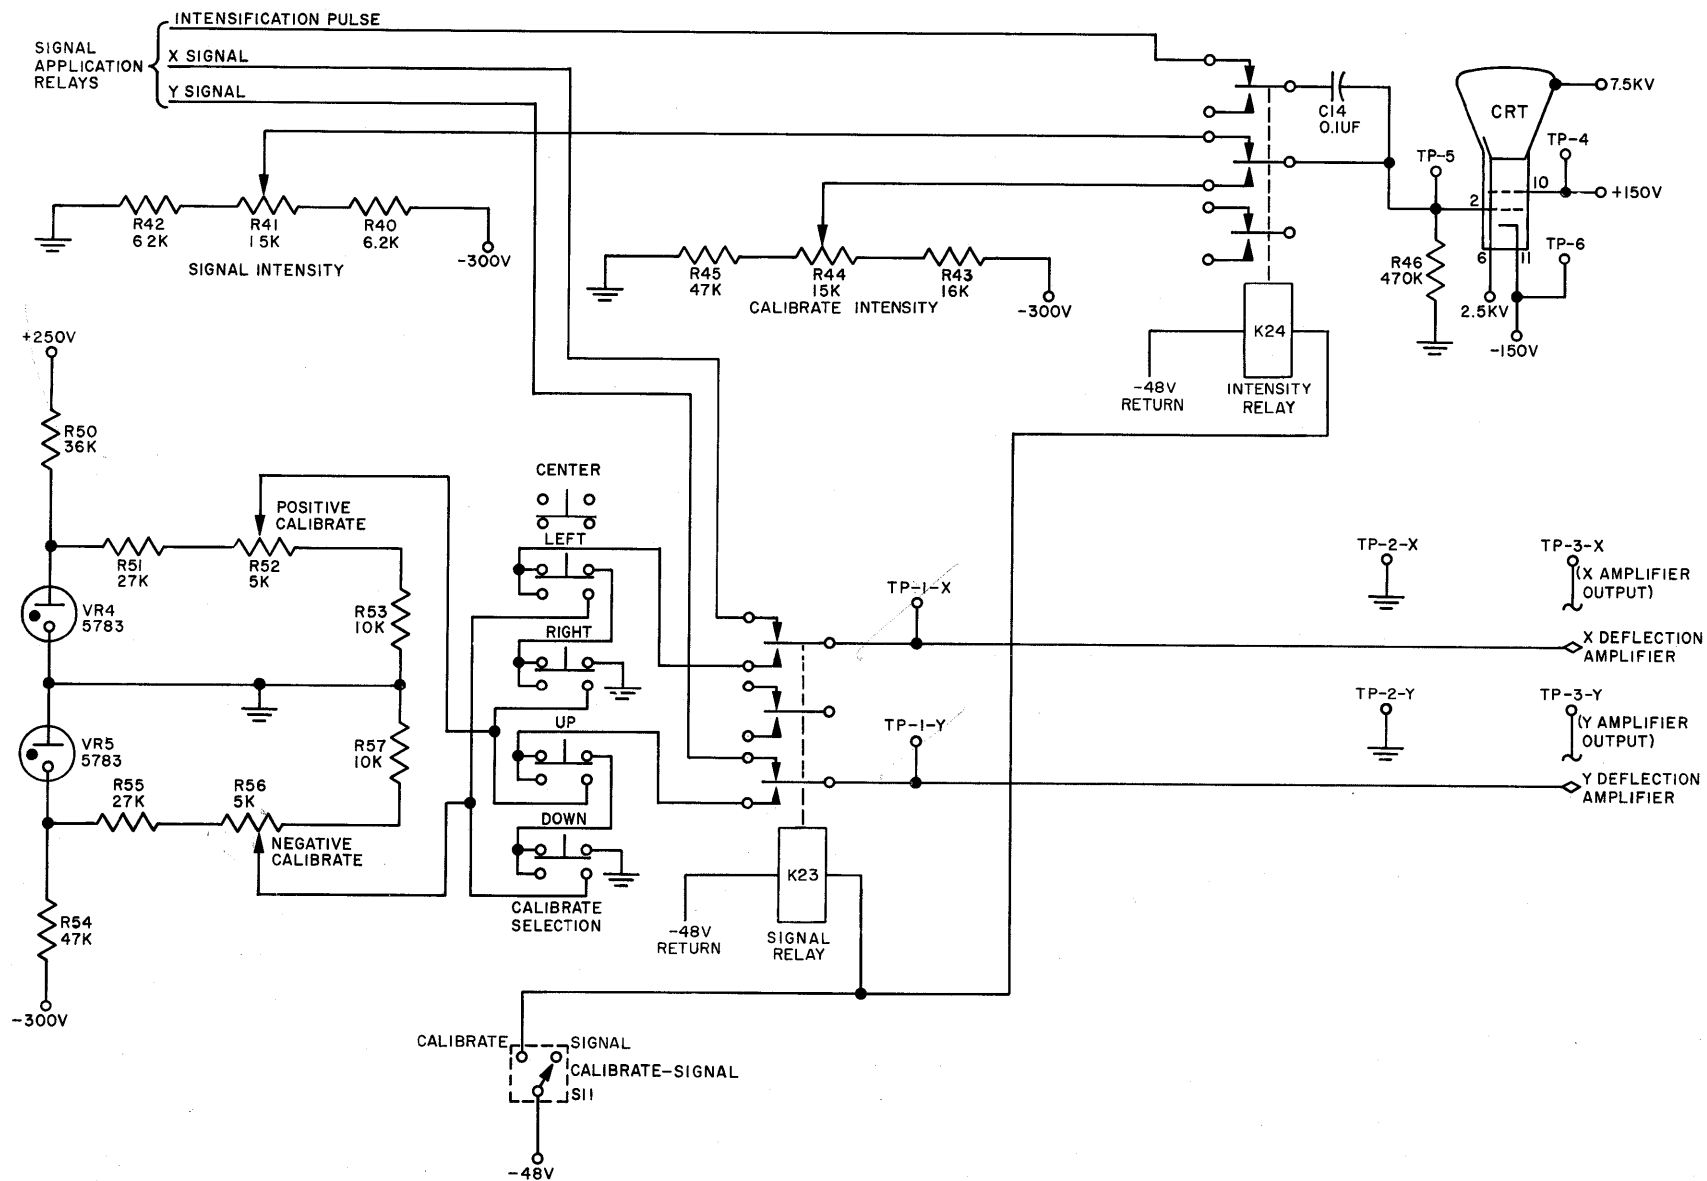 INTENSIFICATION PULSE
SIGNAL
APPLICATION
RELAYS
X SIGNAL
Y SIGNAL
C14
0.1UF
CRT
7.5KV
TP-4
TP-5
10
+150V
2
TP-6
6
11
R46
470K
2.5KV
-150V
R42
62K
R41
15K
R40
6.2K
-300V
SIGNAL INTENSITY
R45
47K
R44
15K
R43
16K
CALIBRATE INTENSITY
-300V
K24
-48V
RETURN
INTENSITY
RELAY
+250V
R50
36K
POSITIVE
CALIBRATE
R51
27K
R52
5K
VR4
5783
R53
10K
VR5
5783
R57
10K
R55
27K
R56
5K
NEGATIVE
CALIBRATE
R54
47K
-300V
CENTER
LEFT
RIGHT
UP
DOWN
CALIBRATE
SELECTION
TP-1-X
TP-2-X
TP-3-X
(X AMPLIFIER
OUTPUT)
X DEFLECTION
AMPLIFIER
TP-1-Y
TP-2-Y
TP-3-Y
(Y AMPLIFIER
OUTPUT)
Y DEFLECTION
AMPLIFIER
K23
-48V
RETURN
SIGNAL
RELAY
CALIBRATE
SIGNAL
CALIBRATE-SIGNAL
S11
-48V